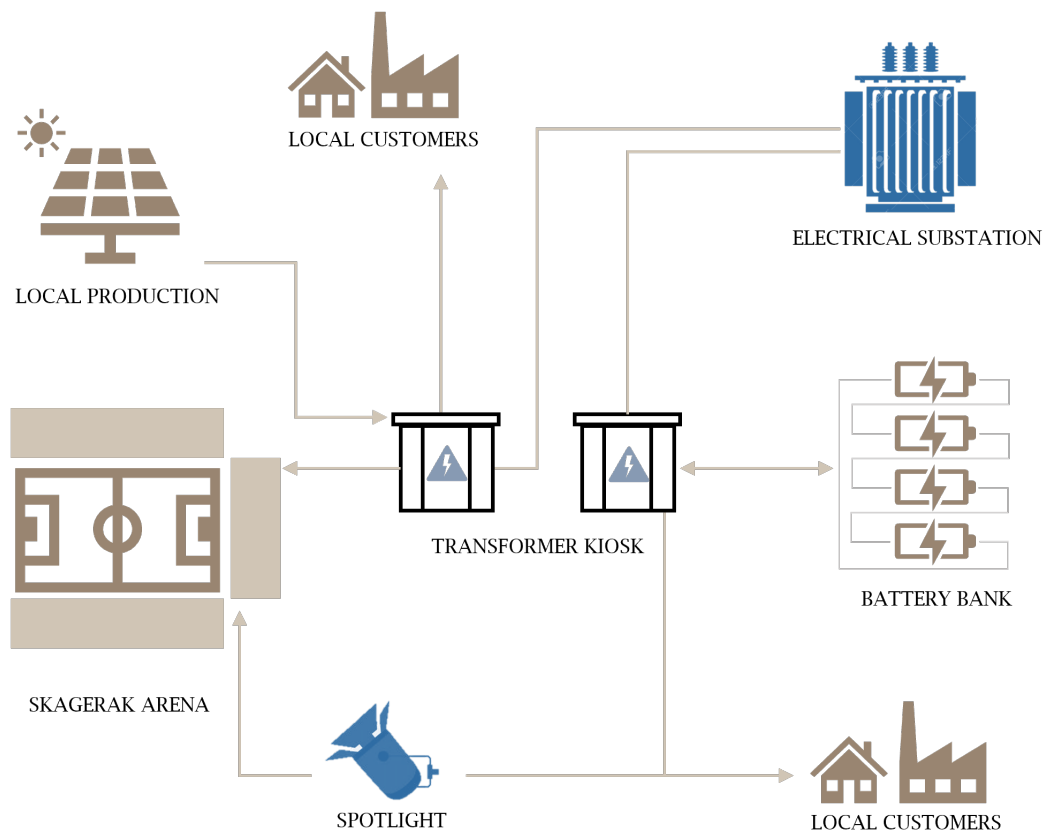 LOCAL CUSTOMERS
ELECTRICAL SUBSTATION
LOCAL PRODUCTION
TRANSFORMER KIOSK
BATTERY BANK
SKAGERAK ARENA
SPOTLIGHT
LOCAL CUSTOMERS